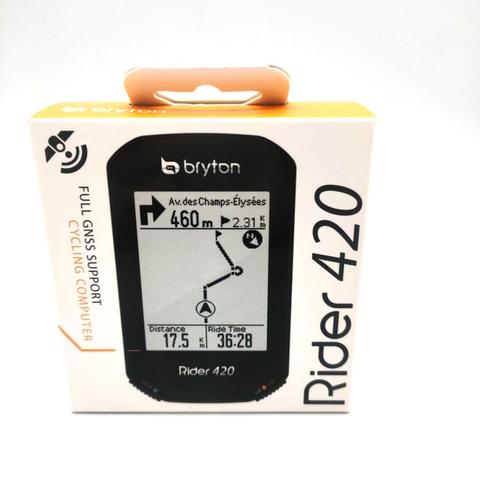 bryton
FULL GNSS SUPPORT
CYCLING COMPUTER
bryton
Av.des Champs-Élysées
460 m 2.31 Km
N
Distance Ride Time
17.5 Km 36:28
Rider 420
Rider 420